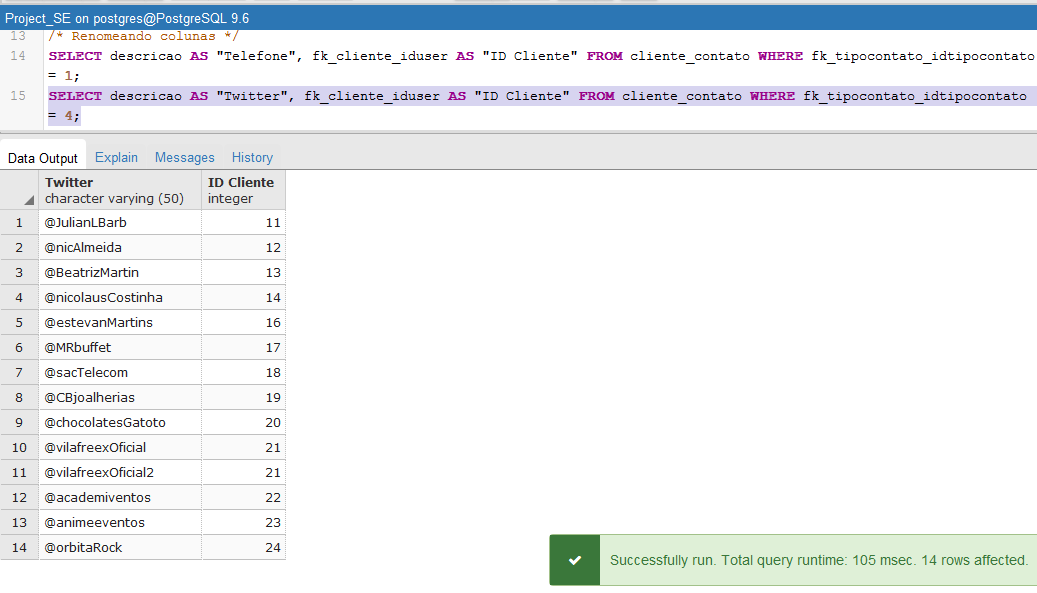 Project_SE on postgres@PostgreSQL 9.6
13 /* Renomeando colunas */
14 SELECT descricao AS "Telefone", fk_cliente_iduser AS "ID Cliente" FROM cliente_contato WHERE fk_tipocontato_idtipocontato
= 1;
15 SELECT descricao AS "Twitter", fk_cliente_iduser AS "ID Cliente" FROM cliente_contato WHERE fk_tipocontato_idtipocontato
= 4;
Data Output Explain Messages History
Twitter ID Cliente
character varying (50) integer
1 @JulianLBarb 11
2 @nicAlmeida 12
3 @BeatrizMartin 13
4 @nicolausCostinha 14
5 @estevanMartins 16
6 @MRbuffet 17
7 @sacTelecom 18
8 @CBjoalherias 19
9 @chocolatesGatoto 20
10 @vilafreexOficial 21
11 @vilafreexOficial2 21
12 @academiventos 22
13 @animeeventos 23
14 @orbitaRock 24
Successfully run. Total query runtime: 105 msec. 14 rows affected.